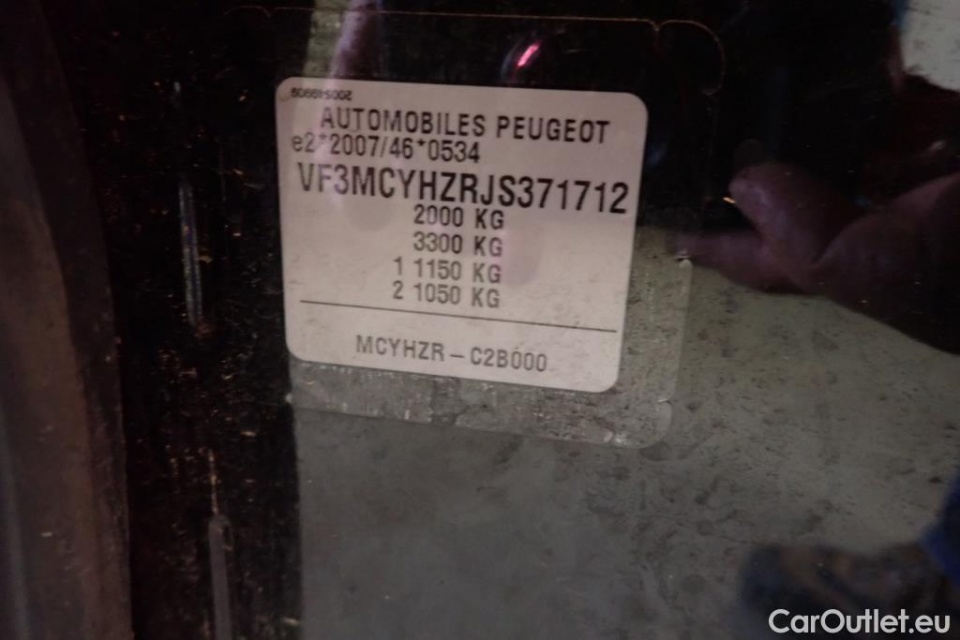 AUTOMOBILES PEUGEOT
e2*2007/46*0534
VF3MCYHZRJS371712
2000 KG
3300 KG
1 1150 KG
2 1050 KG
MCYHZR-C2B000
CarOutlet.eu